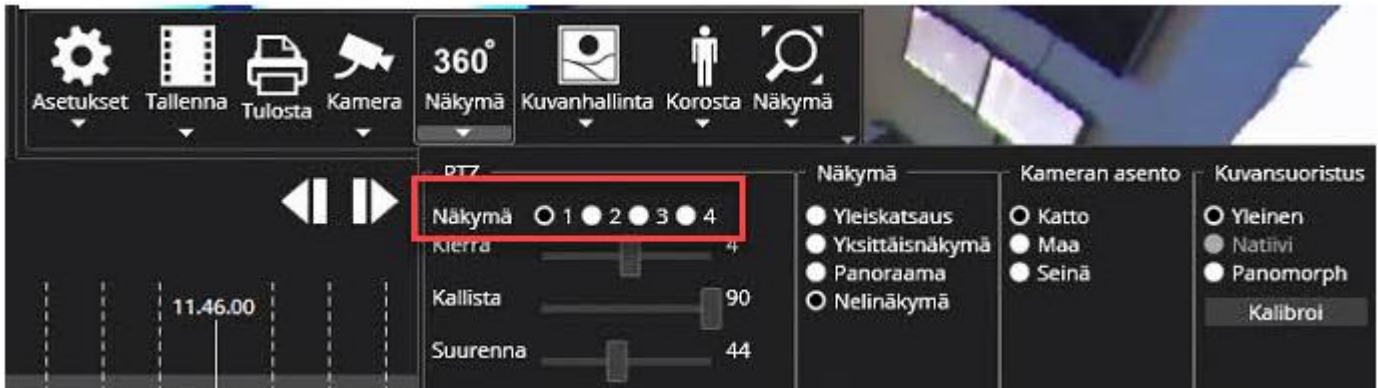 360°
Asetukset Tallenna Tulosta Kamera Näkymä Kuvanhallinta Korosta Näkymä
PTZ
Näkymä 1 2 3 4
Kierrä 4
Kallista 90
Suurenna 44
Näkymä
Yleiskatsaus
Yksittäisnäkymä
Panoraama
Nelinäkymä
Kameran asento
Katto
Maa
Seinä
Kuvansuoristus
Yleinen
Natiivi
Panomorph
Kalibroi
11.46.00